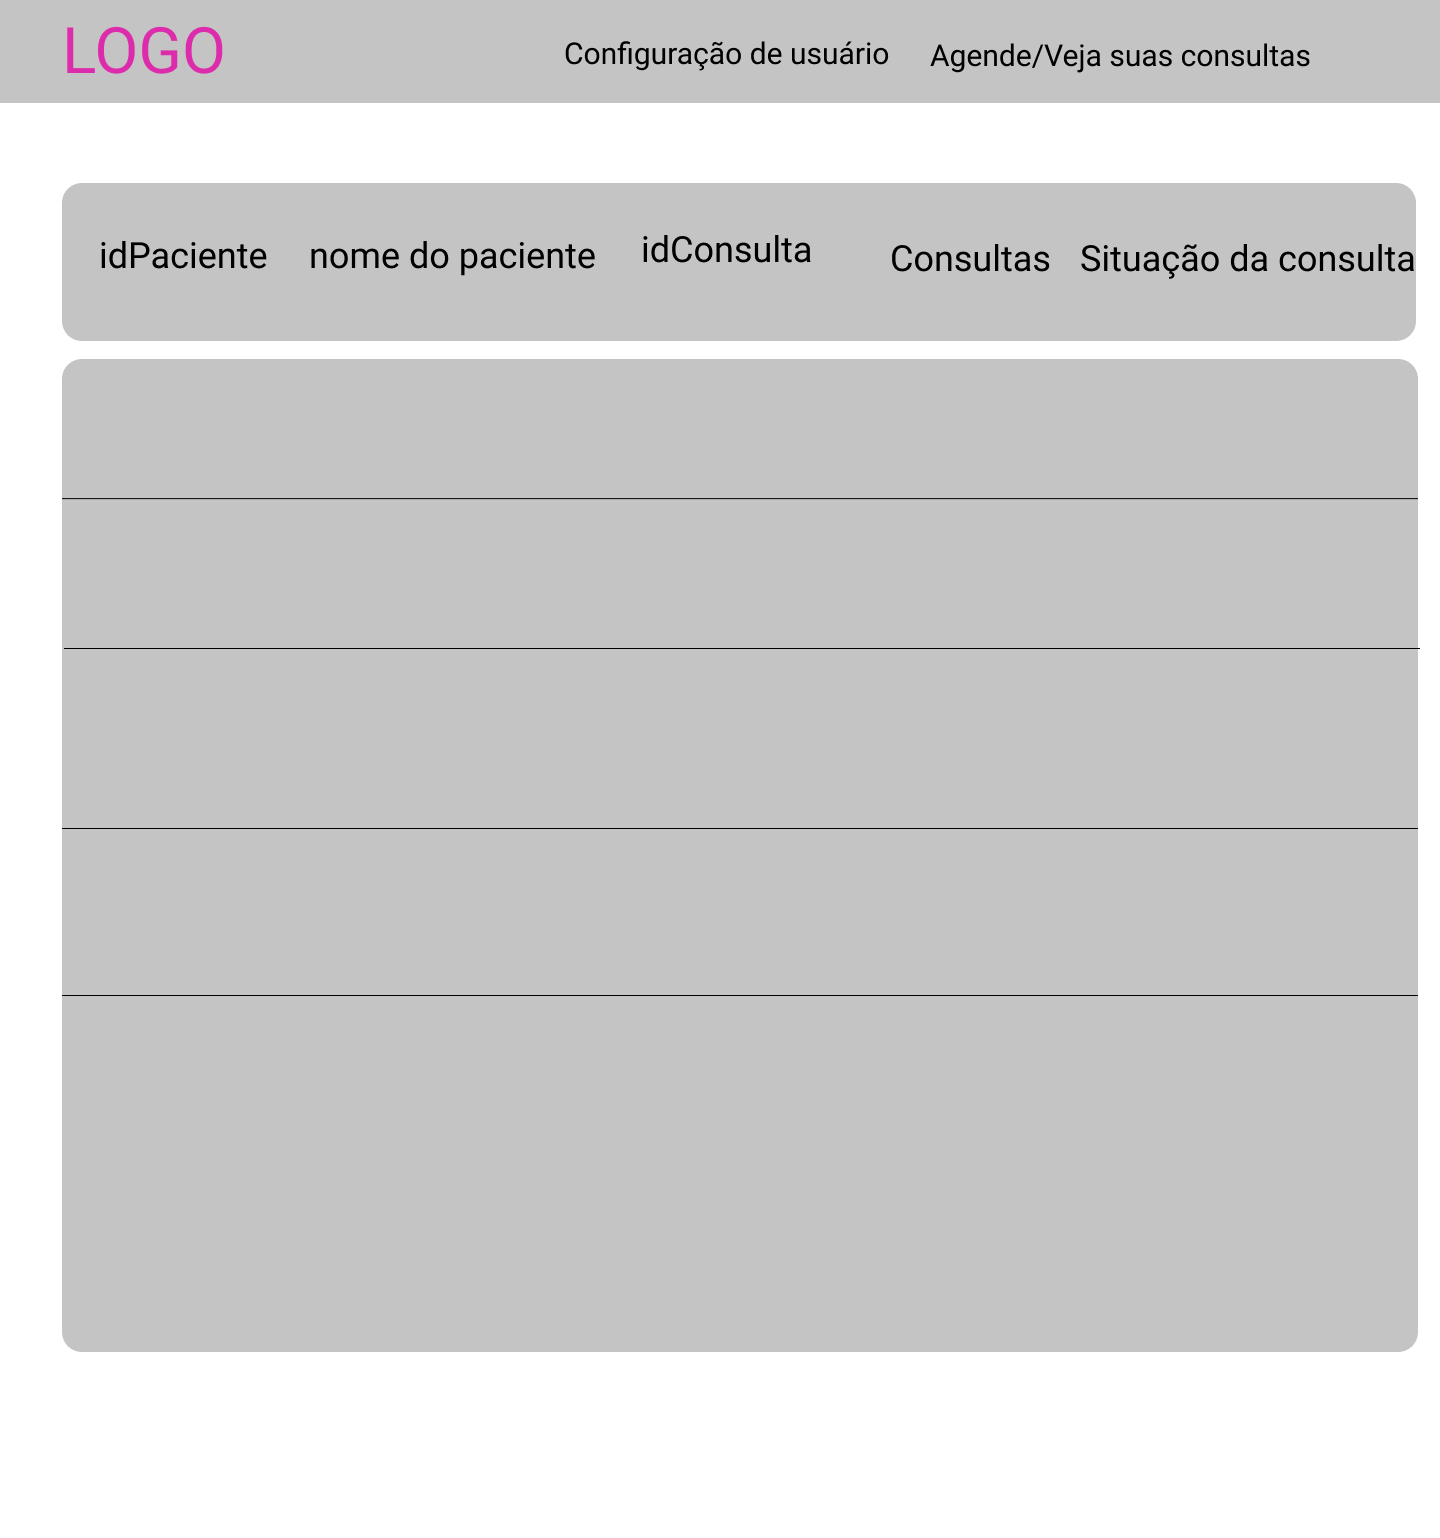 LOGO
Configuração de usuário
Agende/Veja suas consultas
idPaciente
nome do paciente
idConsulta
Consultas
Situação da consulta